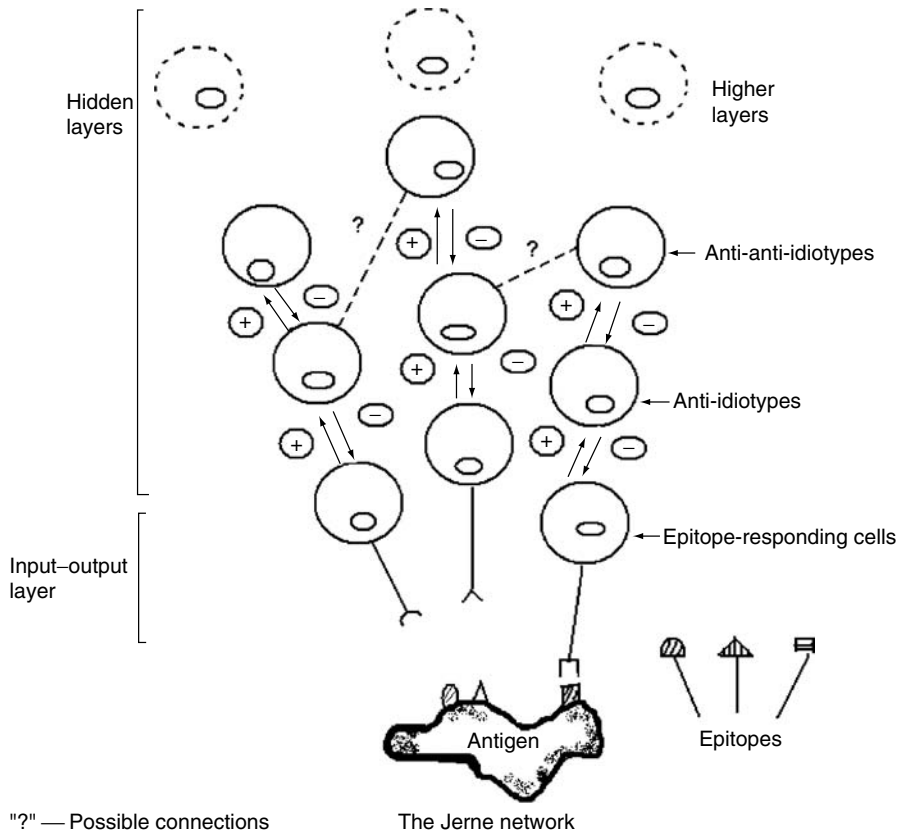 Hidden
layers
Higher
layers
?
+
−
?
Anti-anti-idiotypes
+
−
+
−
+
−
Anti-idiotypes
+
−
+
−
Epitope-responding cells
Input–output
layer
Antigen
Epitopes
"?" — Possible connections
The Jerne network